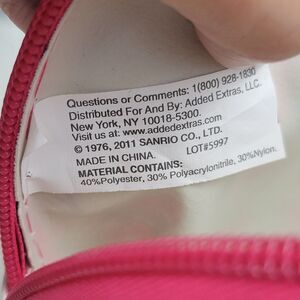 Questions or Comments: 1(800) 928-1830
Distributed For And By: Added Extras, LLC.
New York, NY 10018-5300.
Visit us at: www.addedextras.com
© 1976, 2011 SANRIO CO., LTD.
MADE IN CHINA. LOT#5997
MATERIAL CONTAINS:
40%Polyester, 30% Polyacrylonitrile, 30%Nylon.